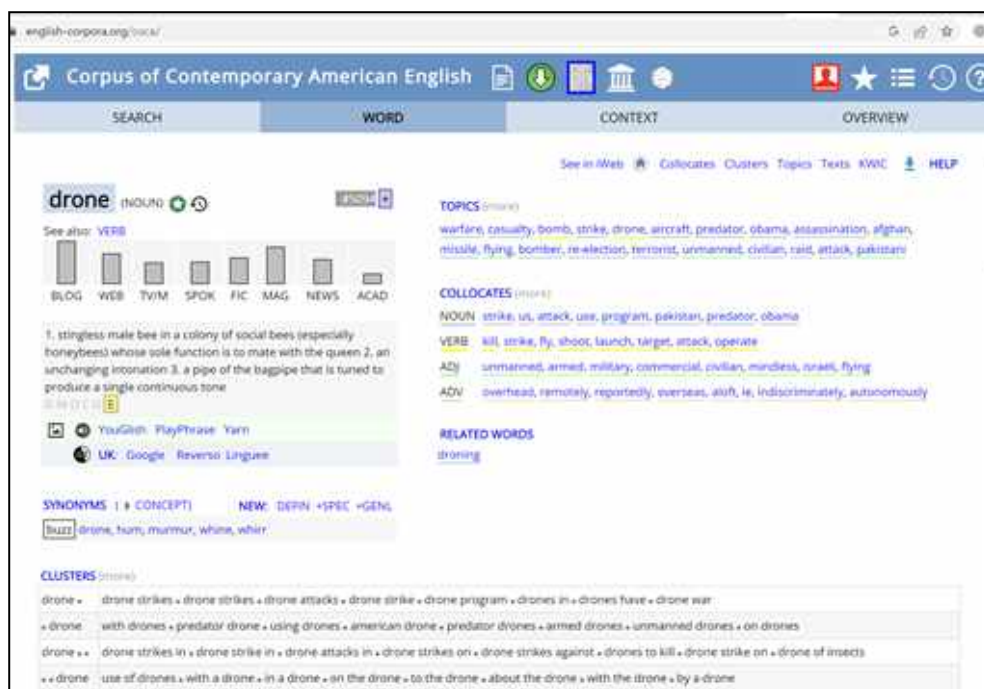 english-corpora.org/coca/
Corpus of Contemporary American English
SEARCH WORD CONTEXT OVERVIEW
See in iWeb Collocates Clusters Topics Texts KWIC HELP
drone (NOUN)
See also: VERB
BLOG WEB TV/M SPOK FIC MAG NEWS ACAD
1. stingless male bee in a colony of social bees (especially
honeybees) whose sole function is to mate with the queen 2. an
unchanging intonation 3. a pipe of the bagpipe that is tuned to
produce a single continuous tone
YouGlish PlayPhrase Yarn
UK: Google Reverso Linguee
SYNONYMS ( + CONCEPT) NEW: DEFIN +SPEC +GENL
buzz drone, hum, murmur, whine, whirr
TOPICS (more)
warfare, casualty, bomb, strike, drone, aircraft, predator, obama, assassination, afghan,
missile, flying, bomber, re-election, terrorist, unmanned, civilian, raid, attack, pakistani
COLLOCATES (more)
NOUN strike, us, attack, use, program, pakistan, predator, obama
VERB kill, strike, fly, shoot, launch, target, attack, operate
ADJ unmanned, armed, military, commercial, civilian, mindless, israeli, flying
ADV overhead, remotely, reportedly, overseas, aloft, ie, indiscriminately, autonomously
RELATED WORDS
droning
CLUSTERS (more)
drone • drone strikes • drone strikes • drone attacks • drone strike • drone program • drones in • drones have • drone war
• drone with drones • predator drone • using drones • american drone • predator drones • armed drones • unmanned drones • on drones
drone • • drone strikes in • drone strike in • drone attacks in • drone strikes on • drone strikes against • drones to kill • drone strike on • drone of insects
• • drone use of drones • with a drone • in a drone • on the drone • to the drone • about the drone • with the drone • by a drone